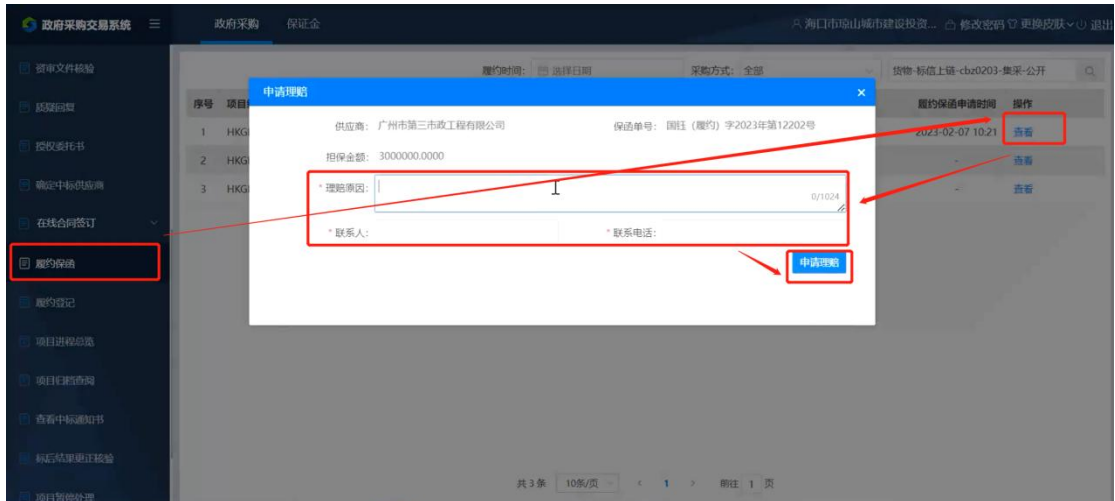 政府采购交易系统
政府采购 保证金
海口市琼山城市建设投资... 修改密码 更换皮肤 退出
资审文件核验
质疑回复
授权委托书
确定中标供应商
在线合同签订
履约保函
履约登记
项目进程总览
项目归档查询
查看中标通知书
标后结果更正核验
项目暂停处理
履约时间: 选择日期 采购方式: 全部 货物-标信上链-cbz0203-集采-公开
序号 项目 履约保函申请时间 操作
1 HKG 2023-02-07 10:21 查看
2 HKG - 查看
3 HKG - 查看
申请理赔 ×
供应商: 广州市第三市政工程有限公司 保函单号: 国钰(履约)字2023年第12202号
担保金额: 3000000.0000
* 理赔原因:
0/1024
* 联系人: * 联系电话:
申请理赔
共 3 条 10条/页 < 1 > 前往 1 页